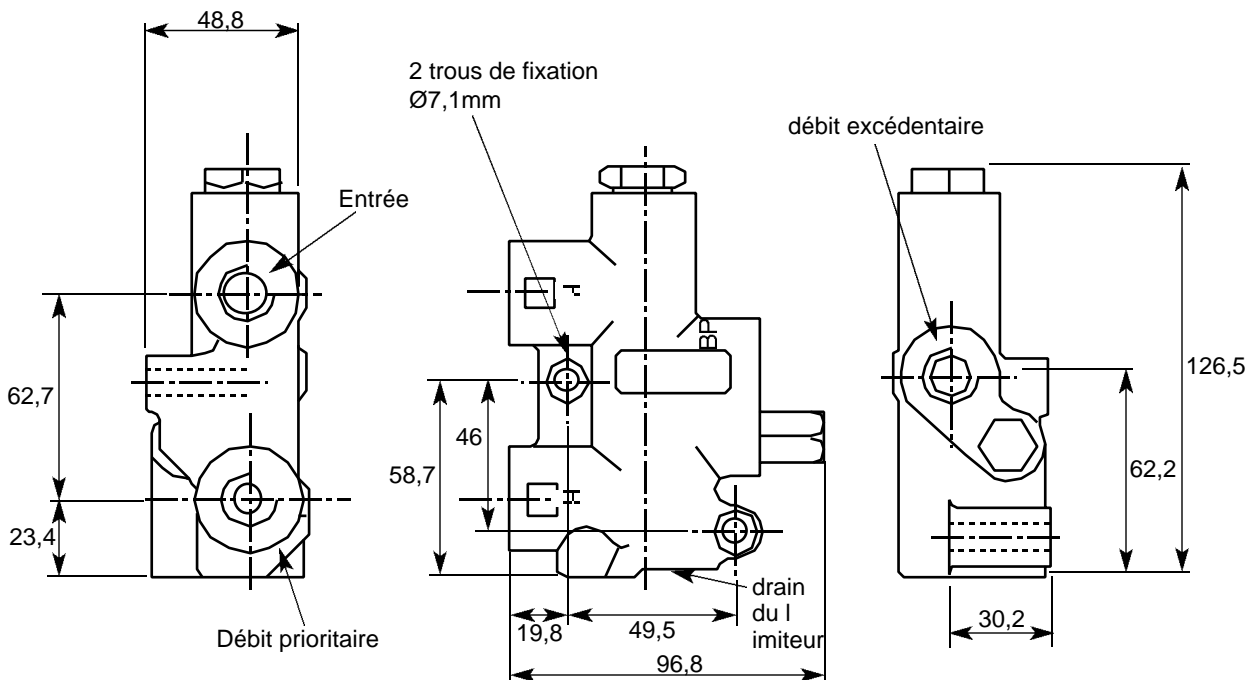 48,8
2 trous de fixation
Ø7,1mm
débit excédentaire
Entrée
BP
62,7
46
58,7
126,5
62,2
23,4
19,8
49,5
drain
du l
imiteur
30,2
Débit prioritaire
96,8